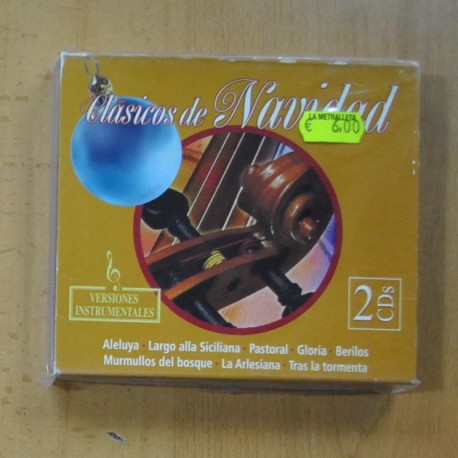 Clásicos de Navidad
LA METRALLETA
€ 6,00
VERSIONES
INSTRUMENTALES
2 CDs
Aleluya · Largo alla Siciliana · Pastoral · Gloria · Berilos
Murmullos del bosque · La Arlesiana · Tras la tormenta